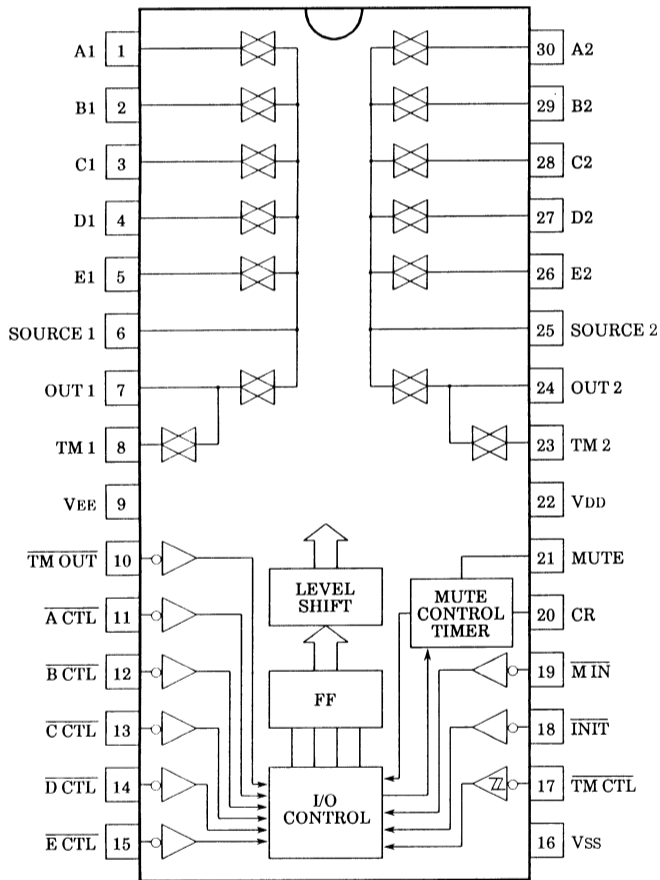 A1 1
B1 2
C1 3
D1 4
E1 5
SOURCE 1 6
OUT 1 7
TM 1 8
VEE 9
TM OUT 10
A CTL 11
B CTL 12
C CTL 13
D CTL 14
E CTL 15
LEVEL
SHIFT
FF
I/O
CONTROL
MUTE
CONTROL
TIMER
30 A2
29 B2
28 C2
27 D2
26 E2
25 SOURCE 2
24 OUT 2
23 TM 2
22 VDD
21 MUTE
20 CR
19 M IN
18 INIT
17 TM CTL
16 VSS